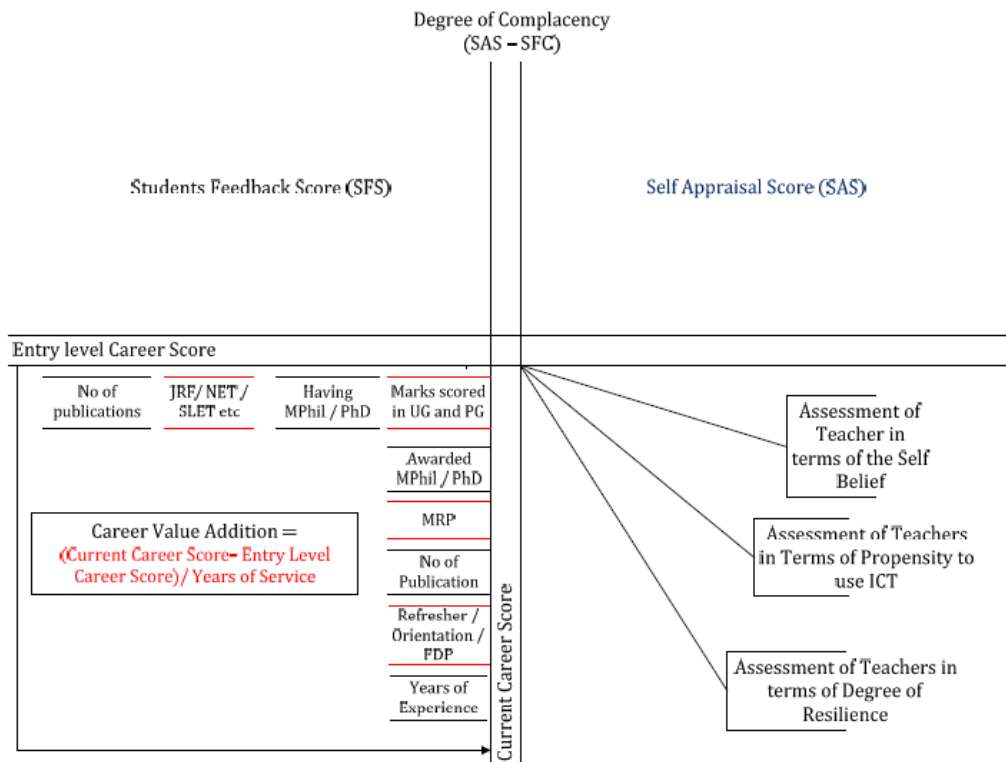 Degree of Complacency
(SAS – SFC)
Students Feedback Score (SFS)
Self Appraisal Score (SAS)
Entry level Career Score
No of
publications
JRF/ NET /
SLET etc
Having
MPhil / PhD
Marks scored
in UG and PG
Awarded
MPhil / PhD
MRP
No of
Publication
Refresher /
Orientation /
FDP
Years of
Experience
Career Value Addition =
(Current Career Score– Entry Level
Career Score)/ Years of Service
Current Career Score
Assessment of
Teacher in
terms of the Self
Belief
Assessment of Teachers
in Terms of Propensity to
use ICT
Assessment of Teachers in
terms of Degree of
Resilience